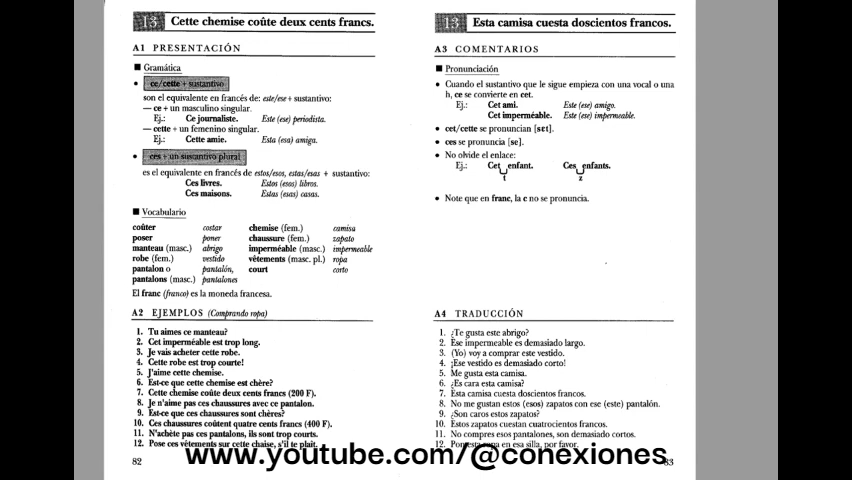 13 Cette chemise coûte deux cents francs.
A1 PRESENTACIÓN
■ Gramática
• ce/cette + sustantivo
son el equivalente en francés de: este/ese + sustantivo:
— ce + un masculino singular.
Ej.: Ce journaliste. Este (ese) periodista.
— cette + un femenino singular.
Ej.: Cette amie. Esta (esa) amiga.
• ces + un sustantivo plural
es el equivalente en francés de estos/esos, estas/esas + sustantivo:
Ces livres. Estos (esos) libros.
Ces maisons. Estas (esas) casas.
■ Vocabulario
coûter costar chemise (fem.) camisa
poser poner chaussure (fem.) zapato
manteau (masc.) abrigo imperméable (masc.) impermeable
robe (fem.) vestido vêtements (masc. pl.) ropa
pantalon o pantalón, court corto
pantalons (masc.) pantalones
El franc (franco) es la moneda francesa.
A2 EJEMPLOS (Comprando ropa)
1. Tu aimes ce manteau?
2. Cet imperméable est trop long.
3. Je vais acheter cette robe.
4. Cette robe est trop courte!
5. J'aime cette chemise.
6. Est-ce que cette chemise est chère?
7. Cette chemise coûte deux cents francs (200 F).
8. Je n'aime pas ces chaussures avec ce pantalon.
9. Est-ce que ces chaussures sont chères?
10. Ces chaussures coûtent quatre cents francs (400 F).
11. N'achète pas ces pantalons, ils sont trop courts.
12. Pose ces vêtements sur cette chaise, s'il te plaît.
82
13 Esta camisa cuesta doscientos francos.
A3 COMENTARIOS
■ Pronunciación
• Cuando el sustantivo que le sigue empieza con una vocal o una
h, ce se convierte en cet.
Ej.: Cet ami. Este (ese) amigo.
Cet imperméable. Este (ese) impermeable.
• cet/cette se pronuncian [sɛt].
• ces se pronuncia [se].
• No olvide el enlace:
Ej.: Cet enfant. Ces enfants.
t z
• Note que en franc, la c no se pronuncia.
A4 TRADUCCIÓN
1. ¿Te gusta este abrigo?
2. Ese impermeable es demasiado largo.
3. (Yo) voy a comprar este vestido.
4. ¡Ese vestido es demasiado corto!
5. Me gusta esta camisa.
6. ¿Es cara esta camisa?
7. Esta camisa cuesta doscientos francos.
8. No me gustan estos (esos) zapatos con ese (este) pantalón.
9. ¿Son caros estos zapatos?
10. Estos zapatos cuestan cuatrocientos francos.
11. No compres esos pantalones, son demasiado cortos.
12. Pon esta ropa en esa silla, por favor.
83
www.youtube.com/@conexiones